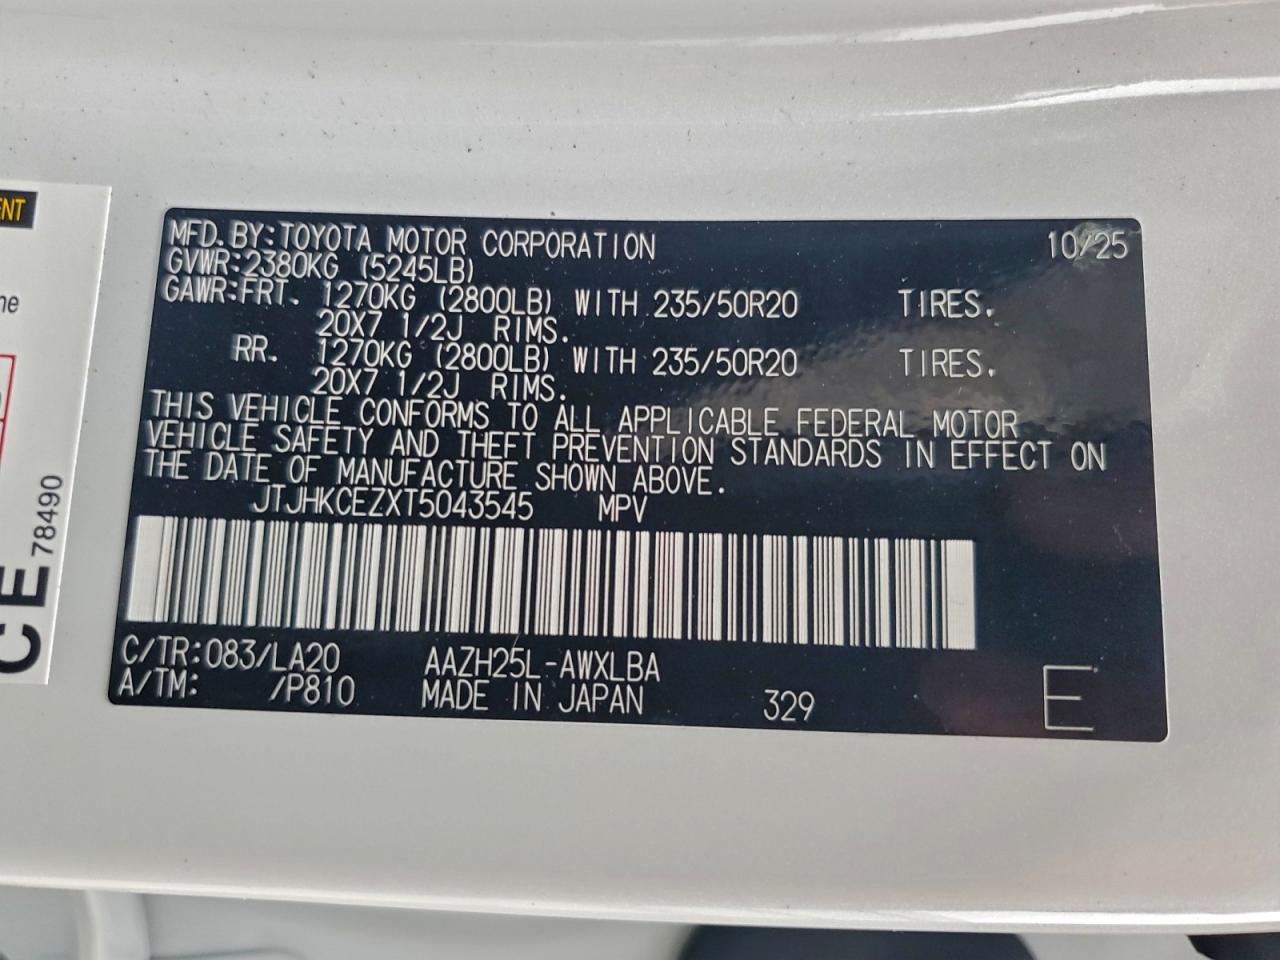 ENT
ne
CE 78490
MFD. BY: TOYOTA MOTOR CORPORATION 10/25
GVWR: 2380KG (5245LB)
GAWR: FRT. 1270KG (2800LB) WITH 235/50R20 TIRES.
20X7 1/2J RIMS.
RR. 1270KG (2800LB) WITH 235/50R20 TIRES.
20X7 1/2J RIMS.
THIS VEHICLE CONFORMS TO ALL APPLICABLE FEDERAL MOTOR
VEHICLE SAFETY AND THEFT PREVENTION STANDARDS IN EFFECT ON
THE DATE OF MANUFACTURE SHOWN ABOVE.
JTJHKCEZXT5043545 MPV
C/TR: 083/LA20 AAZH25L-AWXLBA
A/TM: /P810 MADE IN JAPAN 329 E